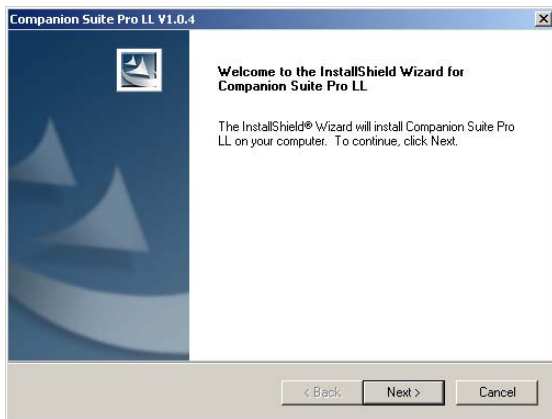 Companion Suite Pro LL V1.0.4
Welcome to the InstallShield Wizard for
Companion Suite Pro LL
The InstallShield® Wizard will install Companion Suite Pro
LL on your computer. To continue, click Next.
< Back
Next >
Cancel